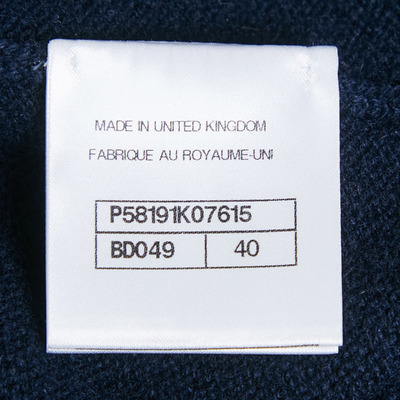 MADE IN UNITED KINGDOM
FABRIQUE AU ROYAUME-UNI
P58191K07615
BD049 40